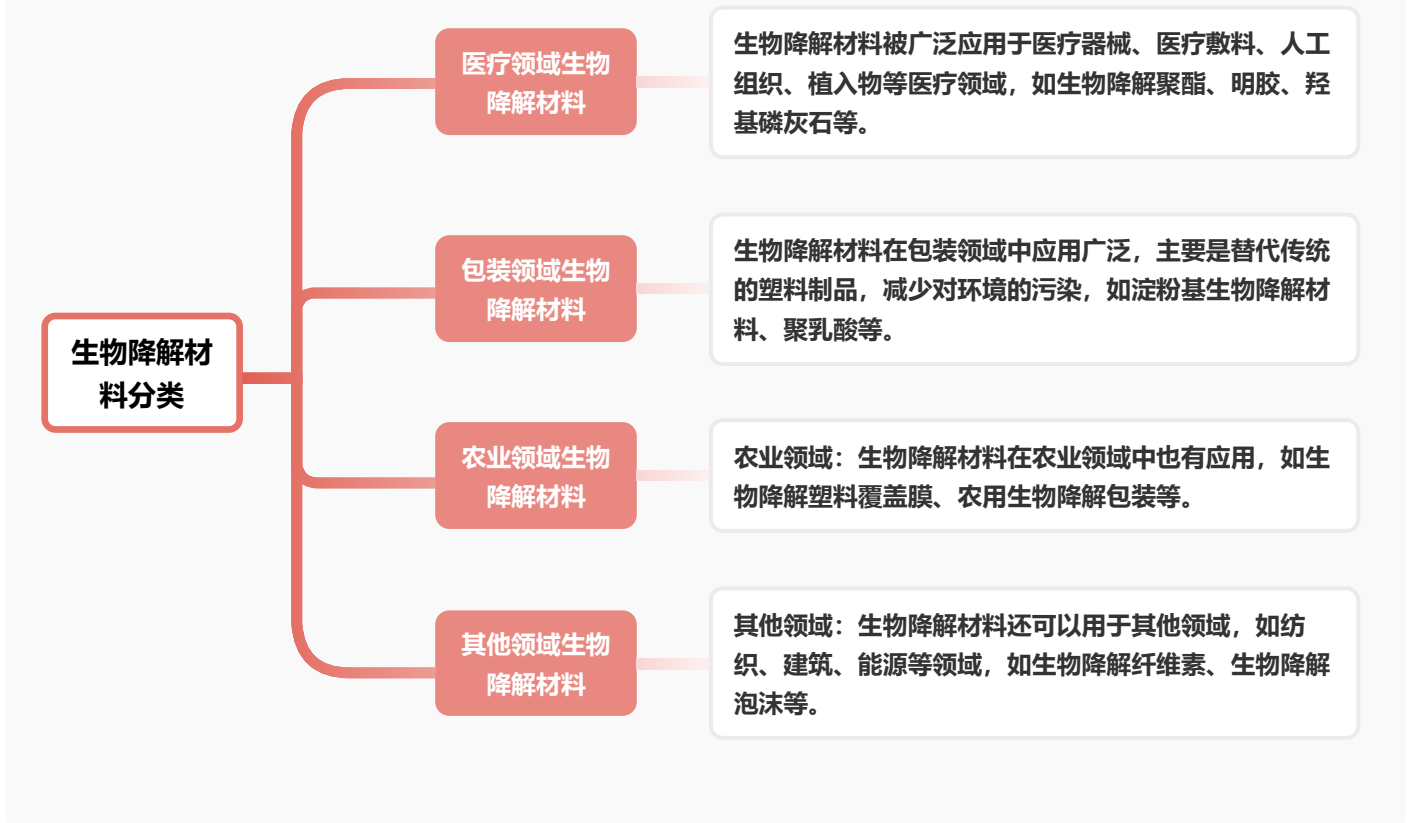 生物降解材
料分类
医疗领域生物
降解材料
生物降解材料被广泛应用于医疗器械、医疗敷料、人工
组织、植入物等医疗领域，如生物降解聚酯、明胶、羟
基磷灰石等。
包装领域生物
降解材料
生物降解材料在包装领域中应用广泛，主要是替代传统
的塑料制品，减少对环境的污染，如淀粉基生物降解材
料、聚乳酸等。
农业领域生物
降解材料
农业领域：生物降解材料在农业领域中也有应用，如生
物降解塑料覆盖膜、农用生物降解包装等。
其他领域生物
降解材料
其他领域：生物降解材料还可以用于其他领域，如纺
织、建筑、能源等领域，如生物降解纤维素、生物降解
泡沫等。